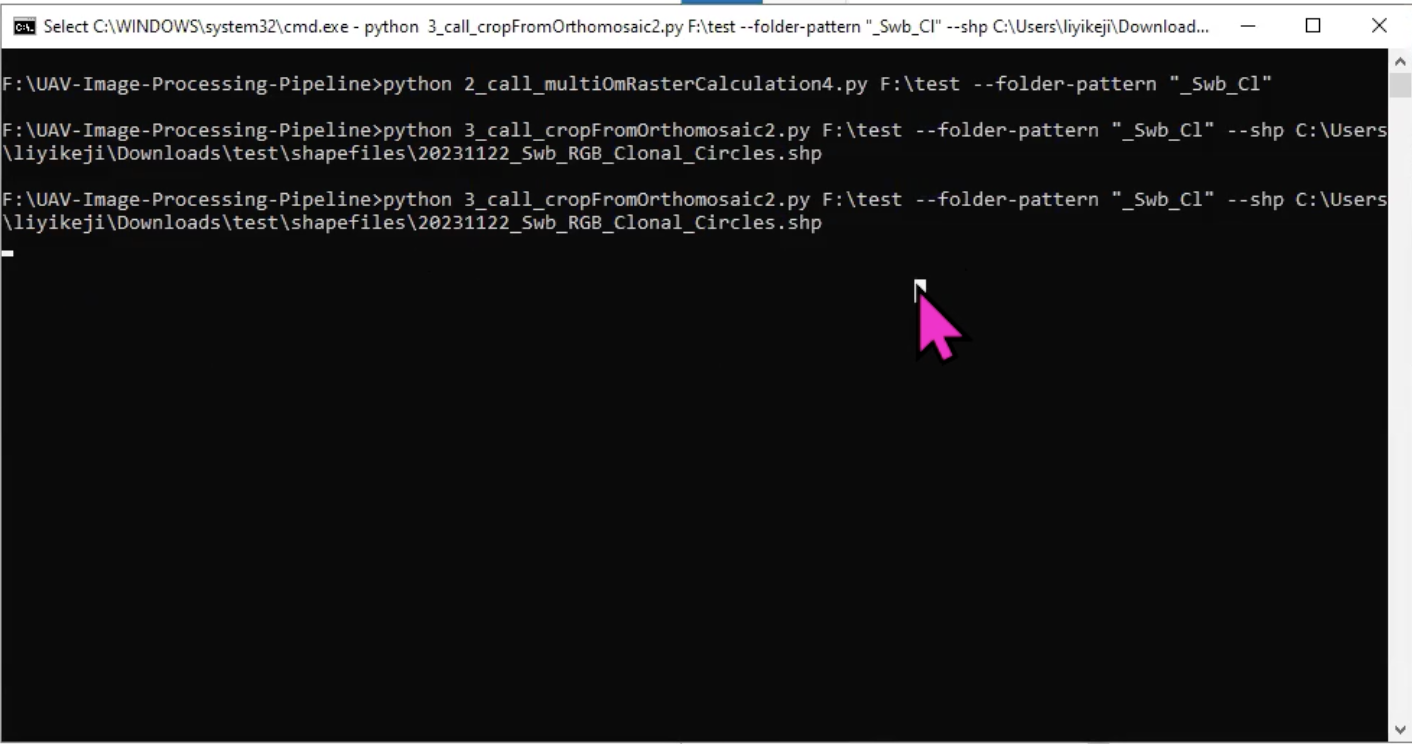 Select C:\WINDOWS\system32\cmd.exe - python  3_call_cropFromOrthomosaic2.py F:\test --folder-pattern "_Swb_Cl" --shp C:\Users\liyikeji\Download...
F:\UAV-Image-Processing-Pipeline>python 2_call_multiOmRasterCalculation4.py F:\test --folder-pattern "_Swb_Cl"
F:\UAV-Image-Processing-Pipeline>python 3_call_cropFromOrthomosaic2.py F:\test --folder-pattern "_Swb_Cl" --shp C:\Users
\liyikeji\Downloads\test\shapefiles\20231122_Swb_RGB_Clonal_Circles.shp
F:\UAV-Image-Processing-Pipeline>python 3_call_cropFromOrthomosaic2.py F:\test --folder-pattern "_Swb_Cl" --shp C:\Users
\liyikeji\Downloads\test\shapefiles\20231122_Swb_RGB_Clonal_Circles.shp